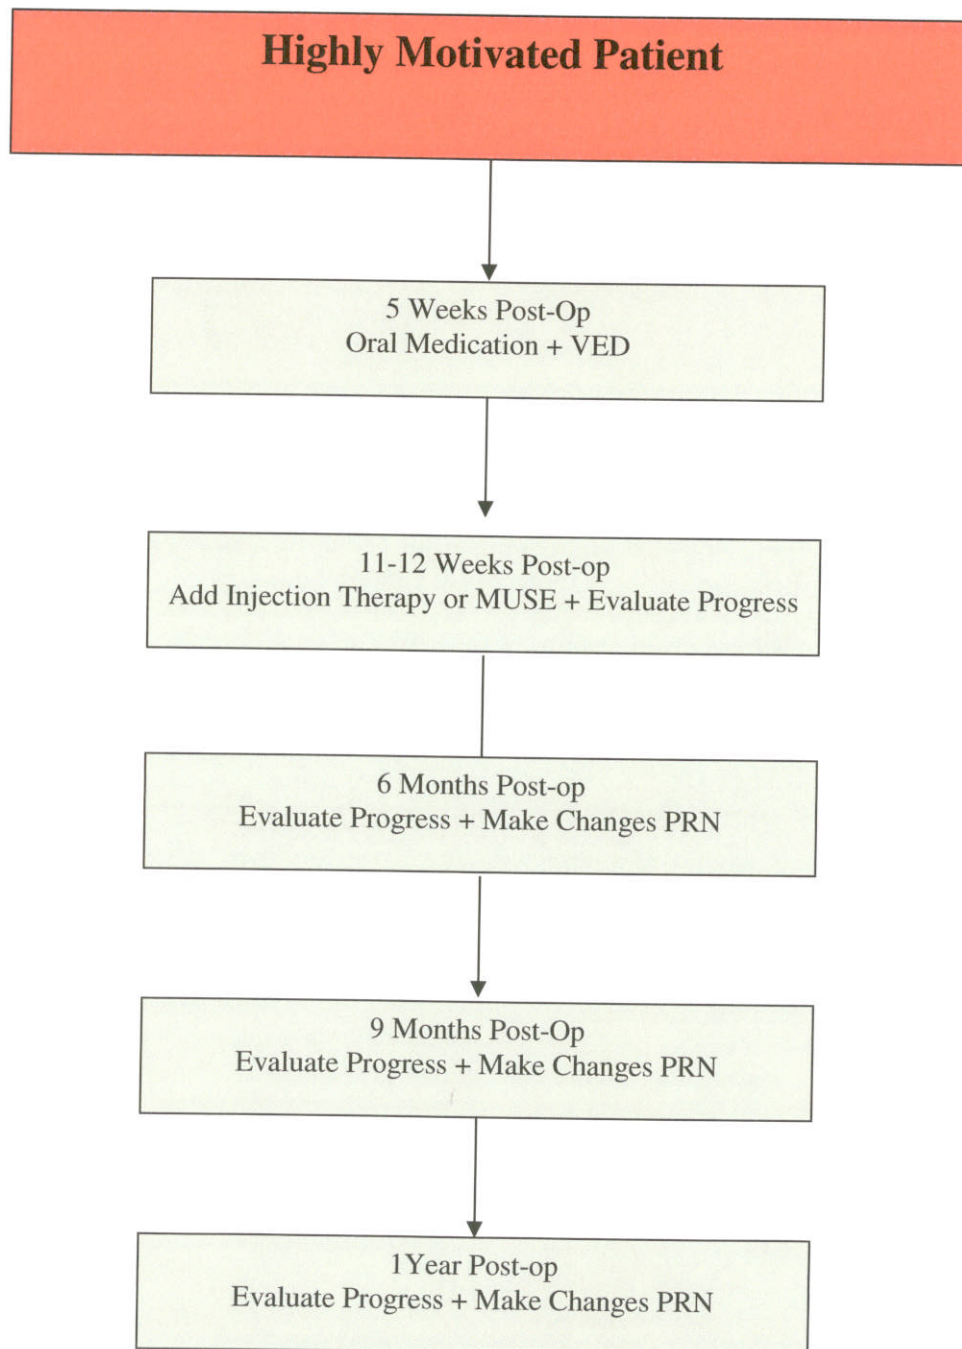 Highly Motivated Patient
5 Weeks Post-Op
Oral Medication + VED
11-12 Weeks Post-op
Add Injection Therapy or MUSE + Evaluate Progress
6 Months Post-op
Evaluate Progress + Make Changes PRN
9 Months Post-Op
Evaluate Progress + Make Changes PRN
1Year Post-op
Evaluate Progress + Make Changes PRN